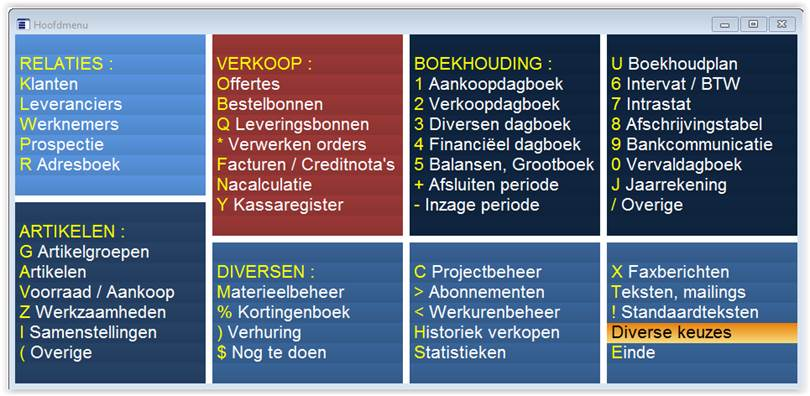 Hoofdmenu
RELATIES :
Klanten
Leveranciers
Werknemers
Prospectie
R Adresboek
ARTIKELEN :
G Artikelgroepen
Artikelen
Voorraad / Aankoop
Z Werkzaamheden
I Samenstellingen
( Overige
VERKOOP :
Offertes
Bestelbonnen
Q Leveringsbonnen
* Verwerken orders
Facturen / Creditnota's
Nacalculatie
Y Kassaregister
DIVERSEN :
Materieelbeheer
% Kortingenboek
) Verhuring
$ Nog te doen
BOEKHOUDING :
1 Aankoopdagboek
2 Verkoopdagboek
3 Diversen dagboek
4 Financiëel dagboek
5 Balansen, Grootboek
+ Afsluiten periode
- Inzage periode
C Projectbeheer
> Abonnementen
< Werkurenbeheer
Historiek verkopen
Statistieken
U Boekhoudplan
6 Intervat / BTW
7 Intrastat
8 Afschrijvingstabel
9 Bankcommunicatie
0 Vervaldagboek
J Jaarrekening
/ Overige
X Faxberichten
Teksten, mailings
! Standaardteksten
Diverse keuzes
Einde